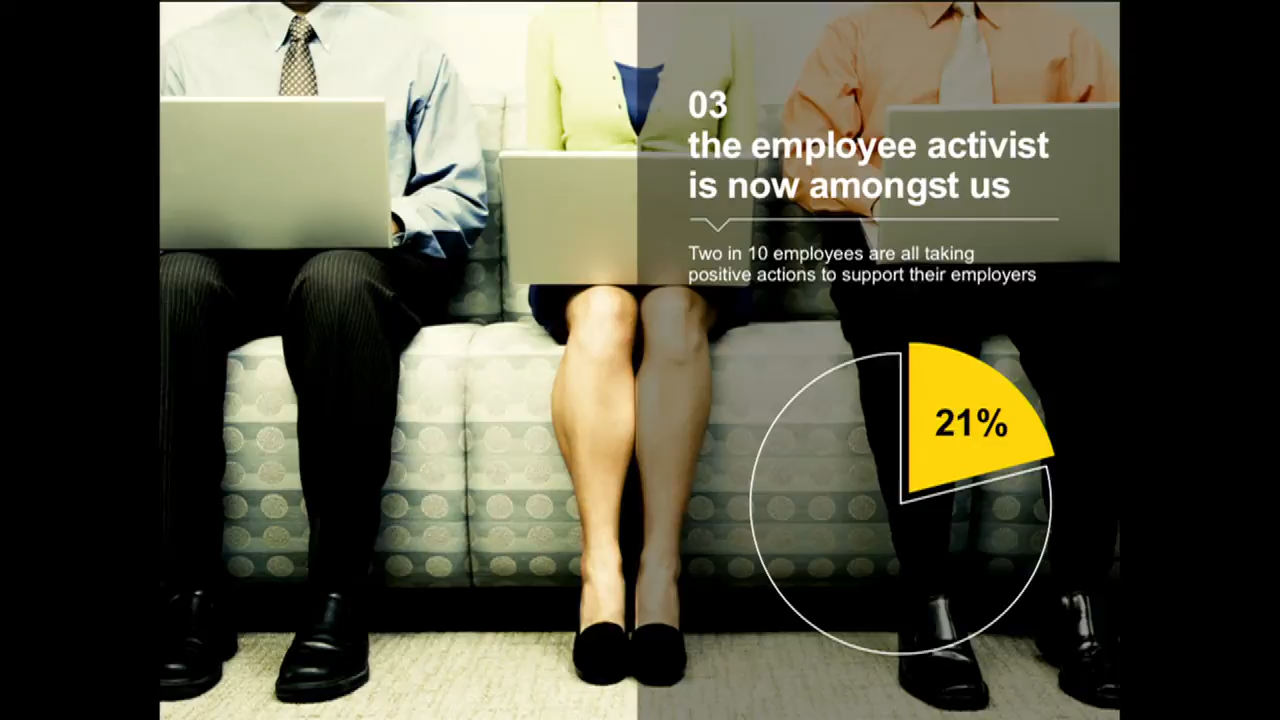 03
the employee activist
is now amongst us
Two in 10 employees are all taking
positive actions to support their employers
21%